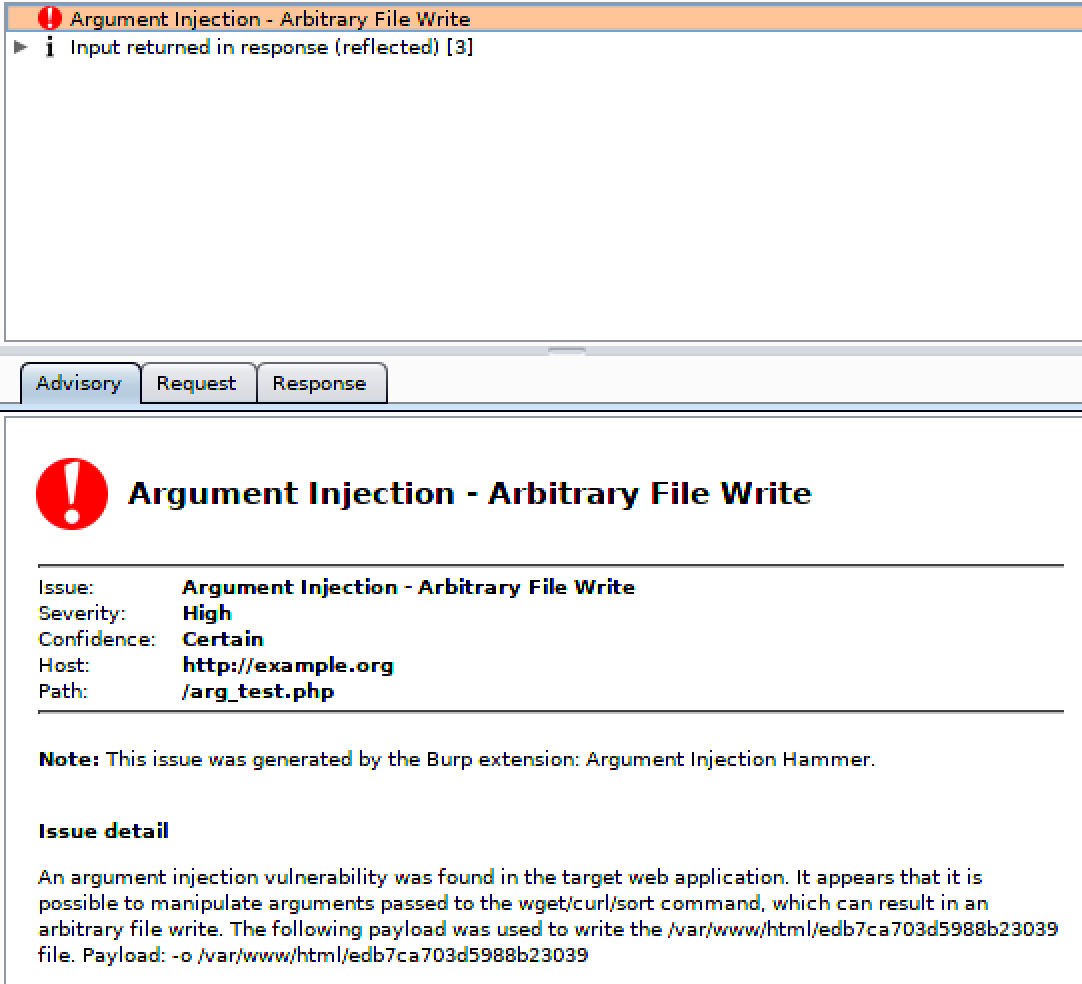 Argument Injection - Arbitrary File Write
Input returned in response (reflected) [3]
Advisory
Request
Response
Argument Injection - Arbitrary File Write
Issue: Argument Injection - Arbitrary File Write
Severity: High
Confidence: Certain
Host: http://example.org
Path: /arg_test.php
Note: This issue was generated by the Burp extension: Argument Injection Hammer.
Issue detail
An argument injection vulnerability was found in the target web application. It appears that it is
possible to manipulate arguments passed to the wget/curl/sort command, which can result in an
arbitrary file write. The following payload was used to write the /var/www/html/edb7ca703d5988b23039
file. Payload: -o /var/www/html/edb7ca703d5988b23039